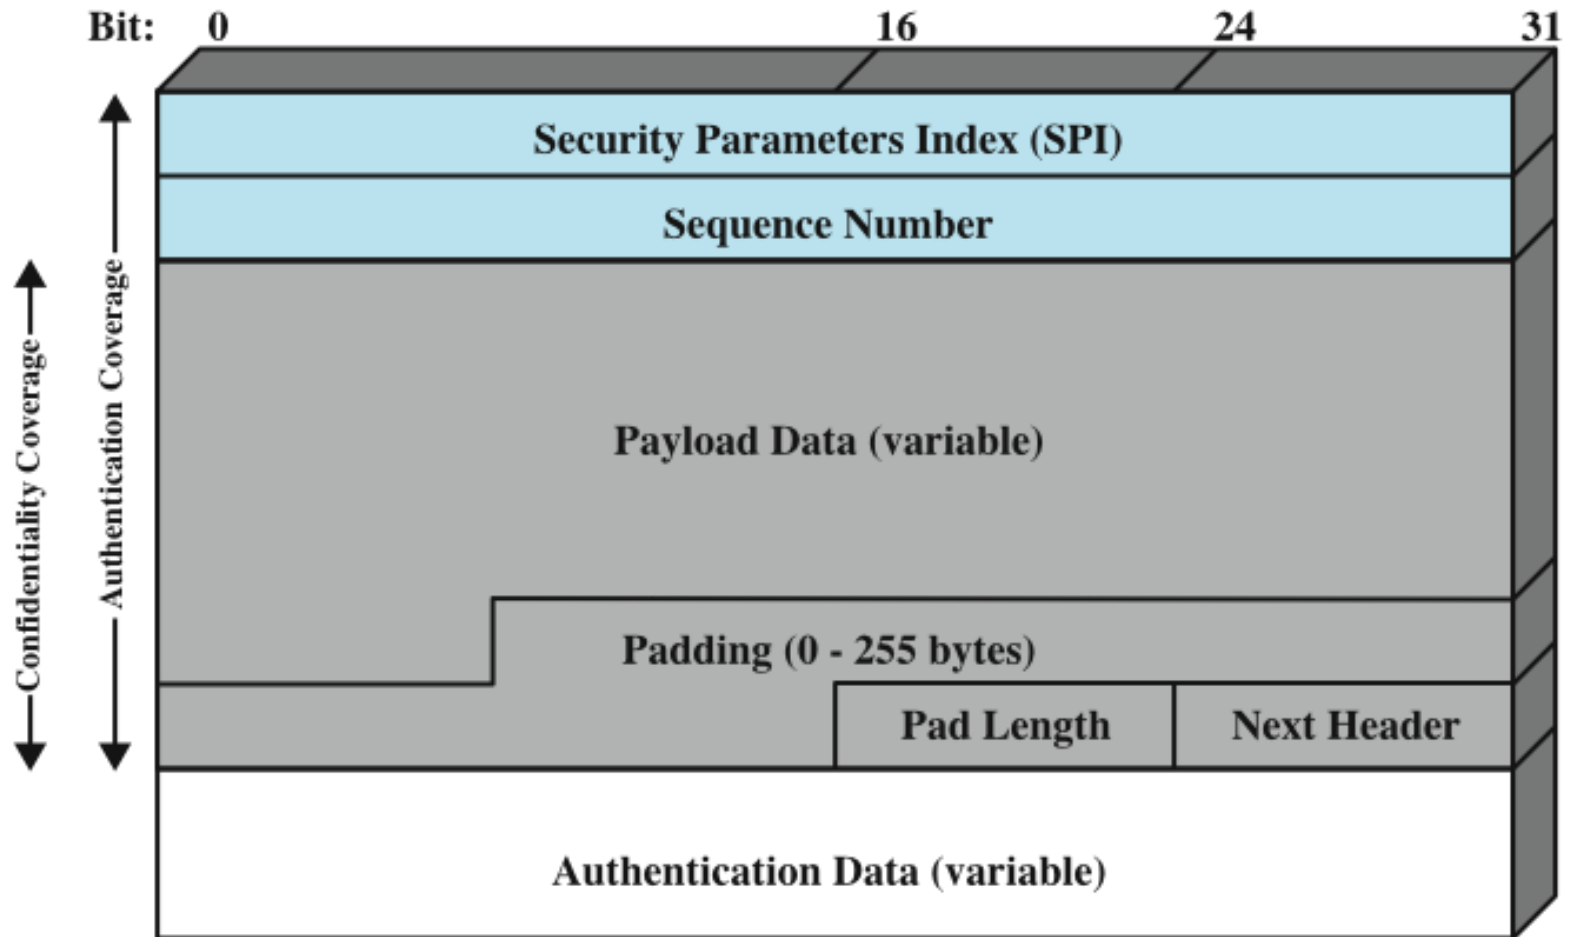 Bit: 0 16 24 31
Security Parameters Index (SPI)
Sequence Number
Confidentiality Coverage
Authentication Coverage
Payload Data (variable)
Padding (0 - 255 bytes)
Pad Length
Next Header
Authentication Data (variable)